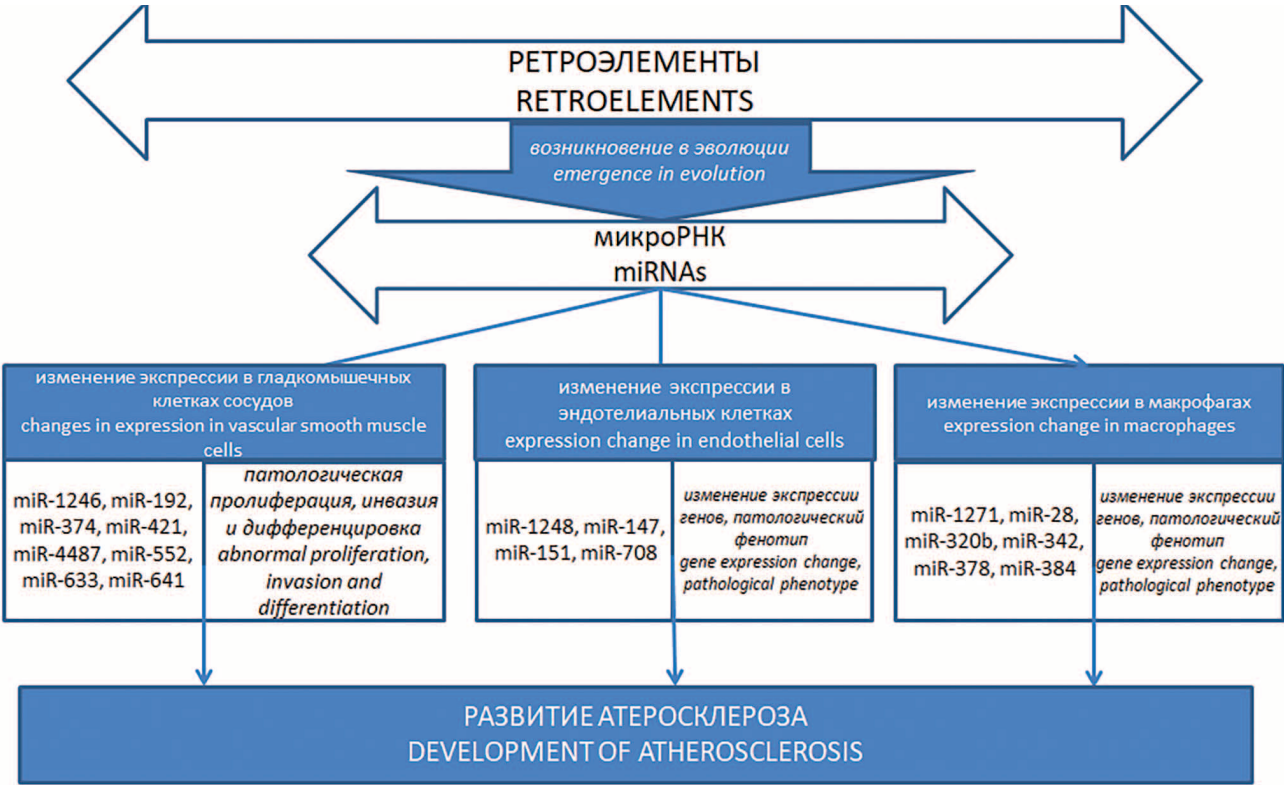 РЕТРОЭЛЕМЕНТЫ
RETROELEMENTS
возникновение в эволюции
emergence in evolution
микроРНК
miRNAs
изменение экспрессии в гладкомышечных
клетках сосудов
changes in expression in vascular smooth muscle
cells
miR-1246, miR-192,
miR-374, miR-421,
miR-4487, miR-552,
miR-633, miR-641
патологическая
пролиферация, инвазия
и дифференцировка
abnormal proliferation,
invasion and
differentiation
изменение экспрессии в
эндотелиальных клетках
expression change in endothelial cells
miR-1248, miR-147,
miR-151, miR-708
изменение экспрессии
генов, патологический
фенотип
gene expression change,
pathological phenotype
изменение экспрессии в макрофагах
expression change in macrophages
miR-1271, miR-28,
miR-320b, miR-342,
miR-378, miR-384
изменение экспрессии
генов, патологический
фенотип
gene expression change,
pathological phenotype
РАЗВИТИЕ АТЕРОСКЛЕРОЗА
DEVELOPMENT OF ATHEROSCLEROSIS